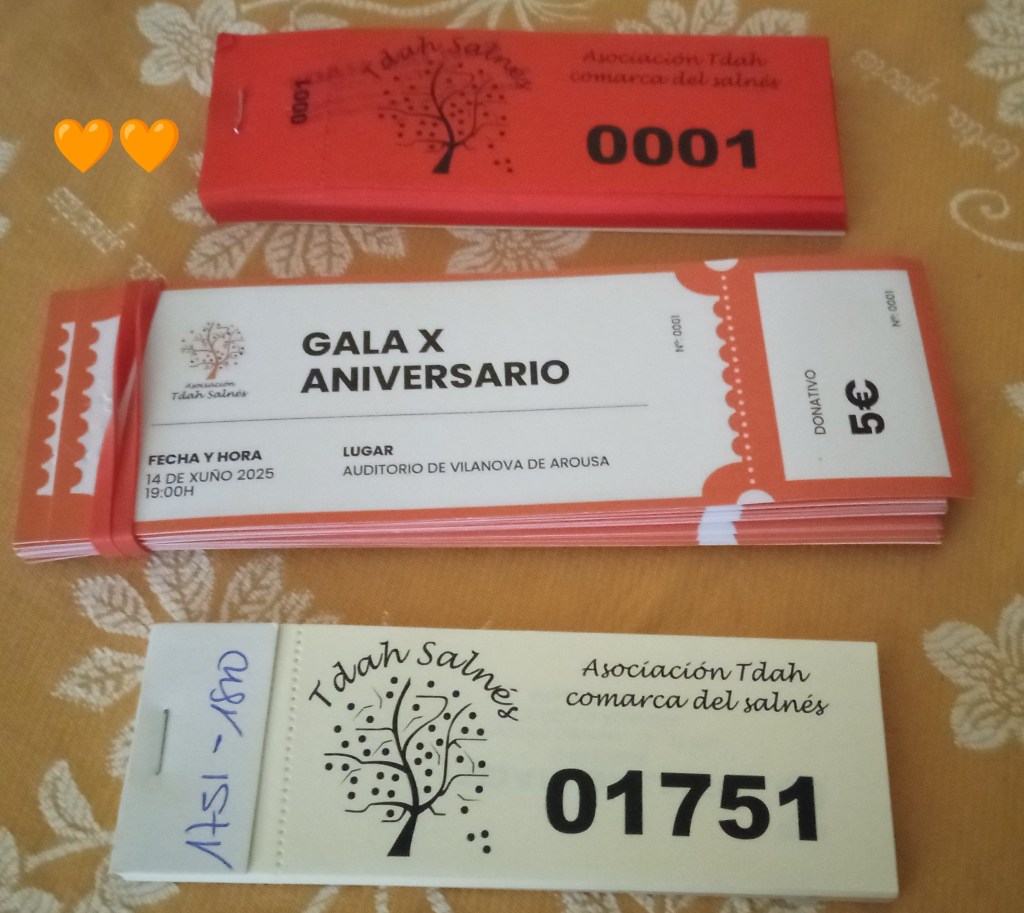 Tdah Salnés
0001
Asociación Tdah
comarca del salnés
0001
Asociación
Tdah Salnés
GALA X
ANIVERSARIO
FECHA Y HORA
14 DE XUÑO 2025
19:00H
LUGAR
AUDITORIO DE VILANOVA DE AROUSA
Nº: 0001
DONATIVO
5€
Nº: 0001
1751 - 1800
Tdah Salnés
Asociación Tdah
comarca del salnés
01751